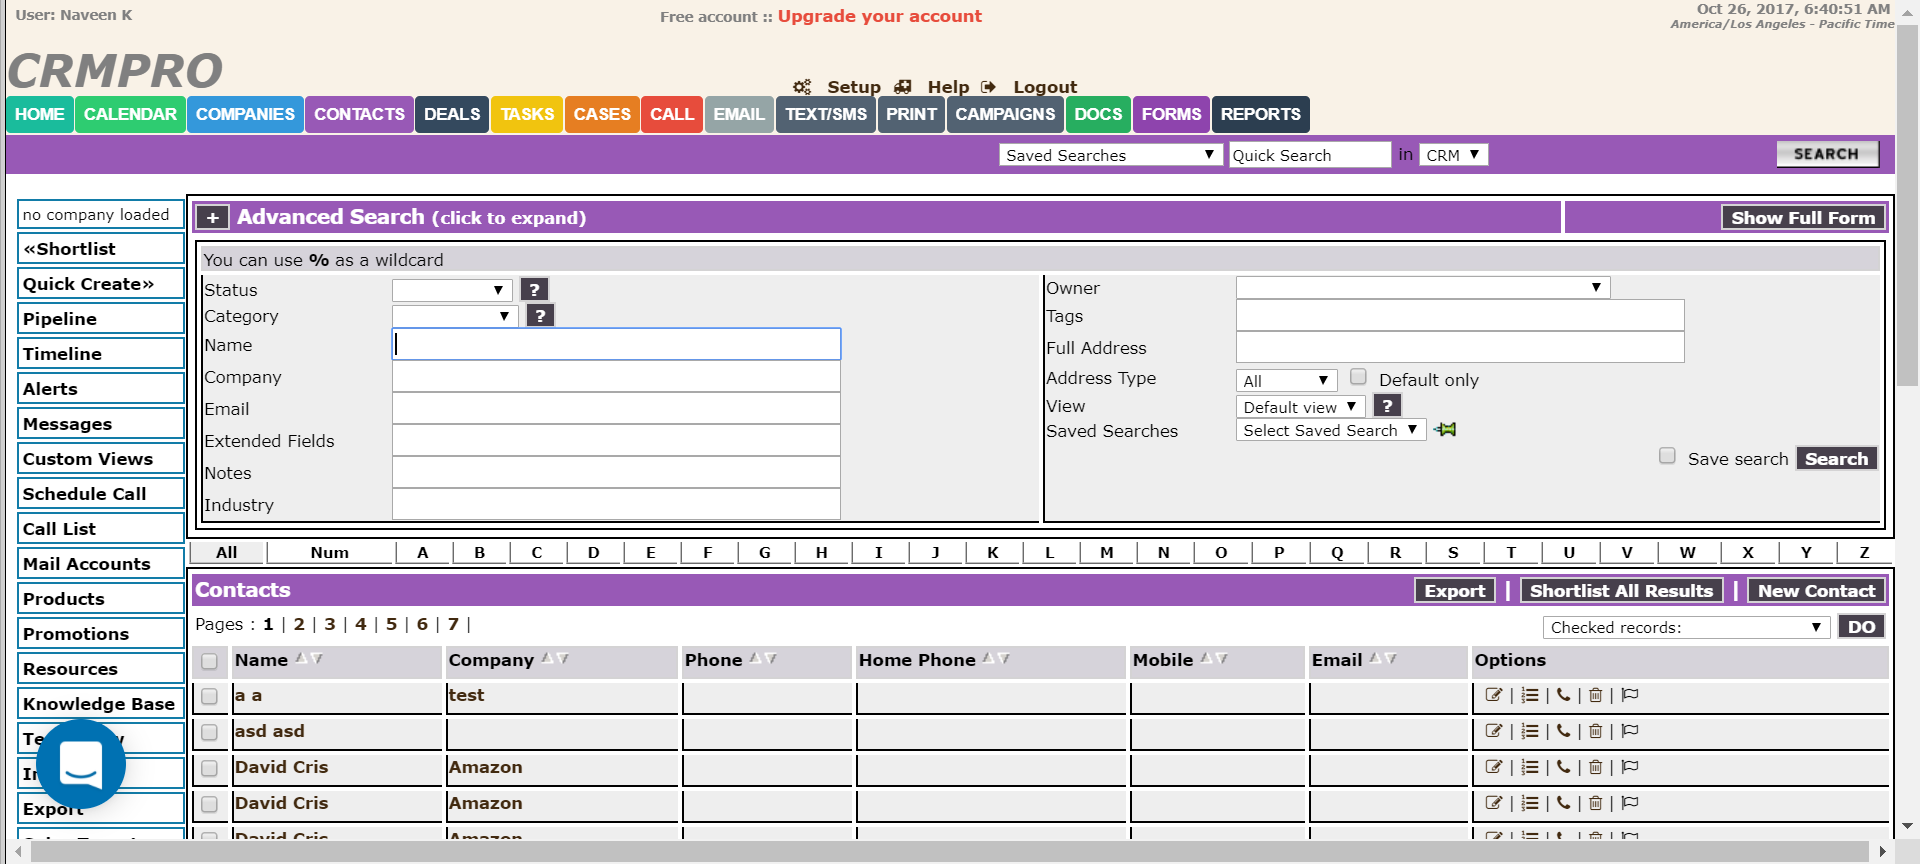 User: Naveen K
Free account :: Upgrade your account
Oct 26, 2017, 6:40:51 AM
America/Los Angeles - Pacific Time
CRMPRO
Setup Help Logout
HOME CALENDAR COMPANIES CONTACTS DEALS TASKS CASES CALL EMAIL TEXT/SMS PRINT CAMPAIGNS DOCS FORMS REPORTS
Saved Searches Quick Search in CRM SEARCH
no company loaded
«Shortlist
Quick Create»
Pipeline
Timeline
Alerts
Messages
Custom Views
Schedule Call
Call List
Mail Accounts
Products
Promotions
Resources
Knowledge Base
Export
+ Advanced Search (click to expand) Show Full Form
You can use % as a wildcard
Status ?
Category ?
Name
Company
Email
Extended Fields
Notes
Industry
Owner
Tags
Full Address
Address Type All Default only
View Default view ?
Saved Searches Select Saved Search
Save search Search
All Num A B C D E F G H I J K L M N O P Q R S T U V W X Y Z
Contacts Export | Shortlist All Results | New Contact
Pages : 1 | 2 | 3 | 4 | 5 | 6 | 7 |
Checked records: DO
Name Company Phone Home Phone Mobile Email Options
a a test | | | |
asd asd | | | |
David Cris Amazon | | | |
David Cris Amazon | | | |
David Cris Amazon | | | |